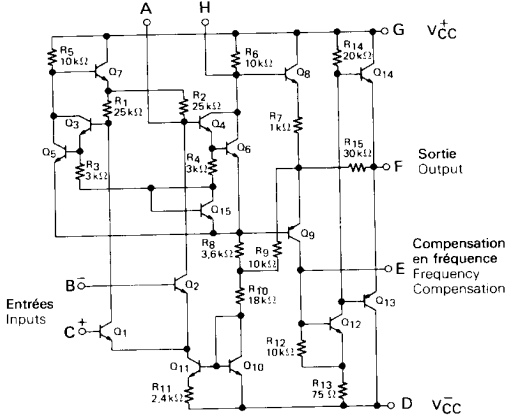 A
H
G V+CC
R5
10kΩ
Q7
R6
10kΩ
Q8
R14
20kΩ
Q14
R1
25kΩ
R2
25kΩ
Q3
Q4
R7
1kΩ
Q5
Q6
R15
30kΩ
F Sortie
Output
R3
3kΩ
R4
3kΩ
Q15
Q9
R8
3,6kΩ
R9
10kΩ
Compensation
en fréquence
E Frequency
Compensation
B−
Q2
R10
18kΩ
Q13
Entrées
Inputs
C+
Q1
Q12
R12
10kΩ
Q11
Q10
R11
2,4kΩ
R13
75Ω
D V−CC